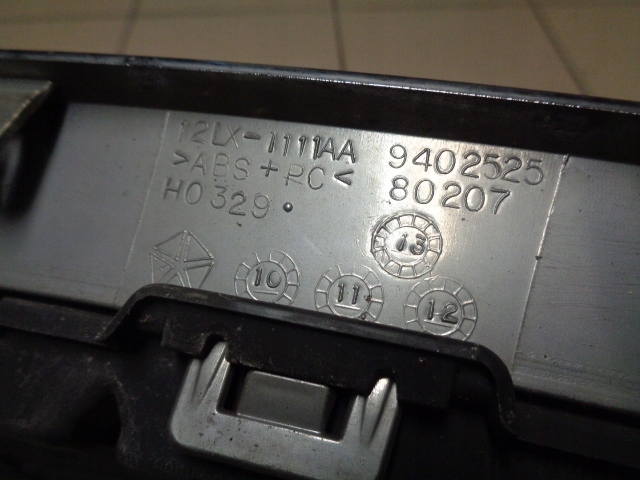 12LX-1111AA 9402525
>ABS+PC< 80207
H0329.
13
10 11 12